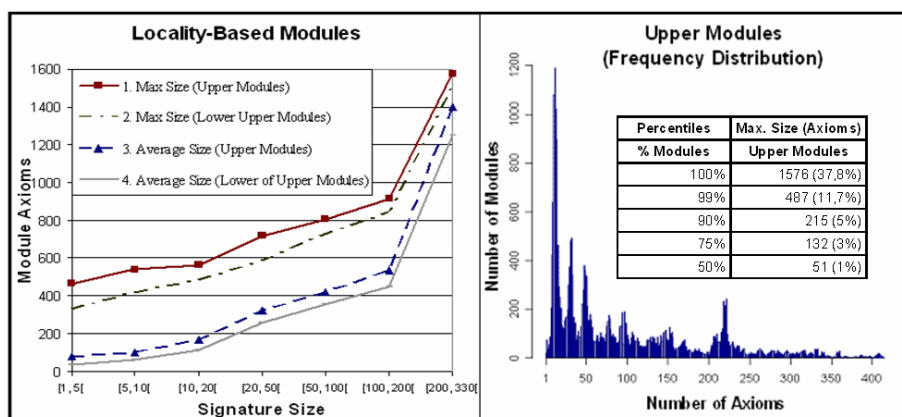 Locality-Based Modules
1600
1400
1200
1000
800
600
400
200
0
Module Axioms
1. Max Size (Upper Modules)
2. Max Size (Lower Upper Modules)
3. Average Size (Upper Modules)
4. Average Size (Lower of Upper Modules)
[1,5[
[5,10[
[10,20[
[20,50[
[50,100[
[100,200[
[200,330[
Signature Size
Upper Modules
(Frequency Distribution)
1200
1000
800
600
400
200
0
Number of Modules
Percentiles Max. Size (Axioms)
% Modules Upper Modules
100% 1576 (37,8%)
99% 487 (11,7%)
90% 215 (5%)
75% 132 (3%)
50% 51 (1%)
1 50 100 150 200 250 300 350 400
Number of Axioms